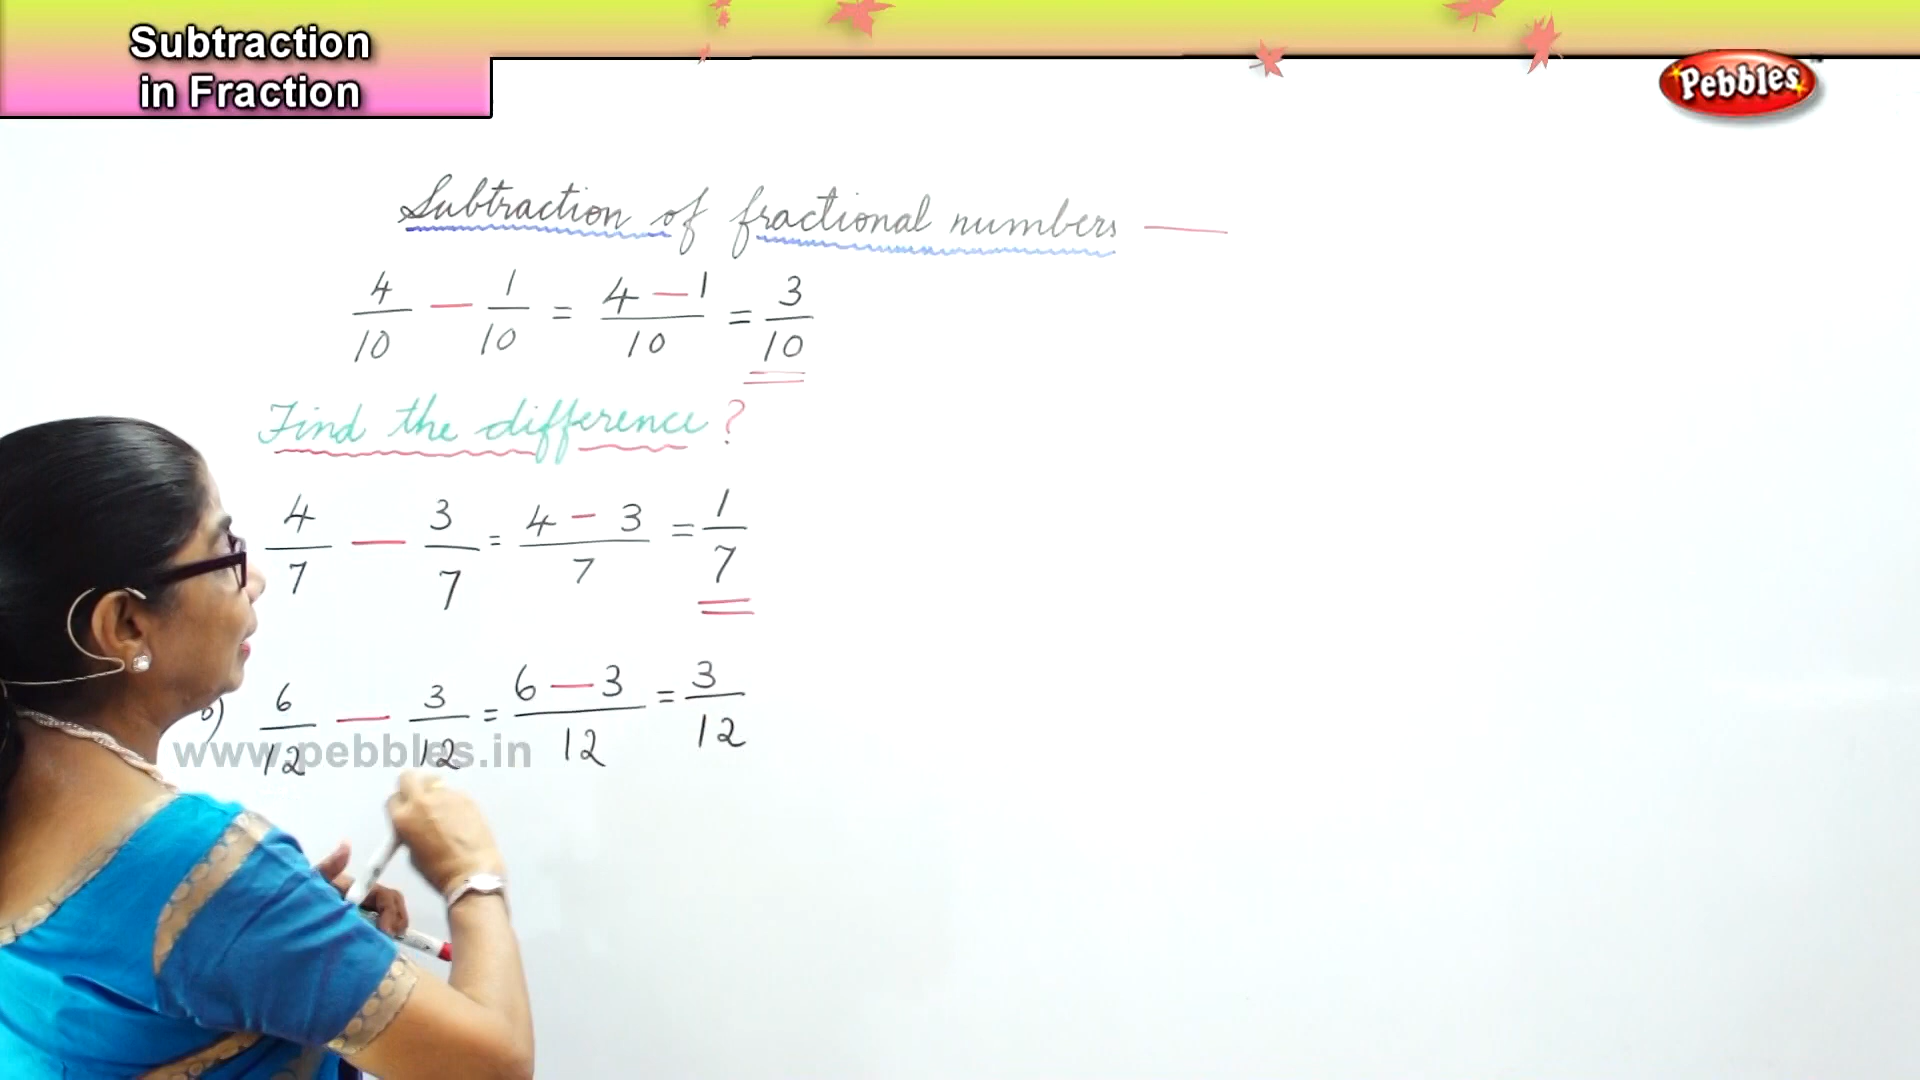 Subtraction
in Fraction
Pebbles
Subtraction of fractional numbers —
4/10 — 1/10 = 4 — 1/10 = 3/10
Find the difference ?
4/7 — 3/7 = 4 - 3/7 = 1/7
b) 6/12 — 3/12 = 6 — 3/12 = 3/12
www.pebbles.in